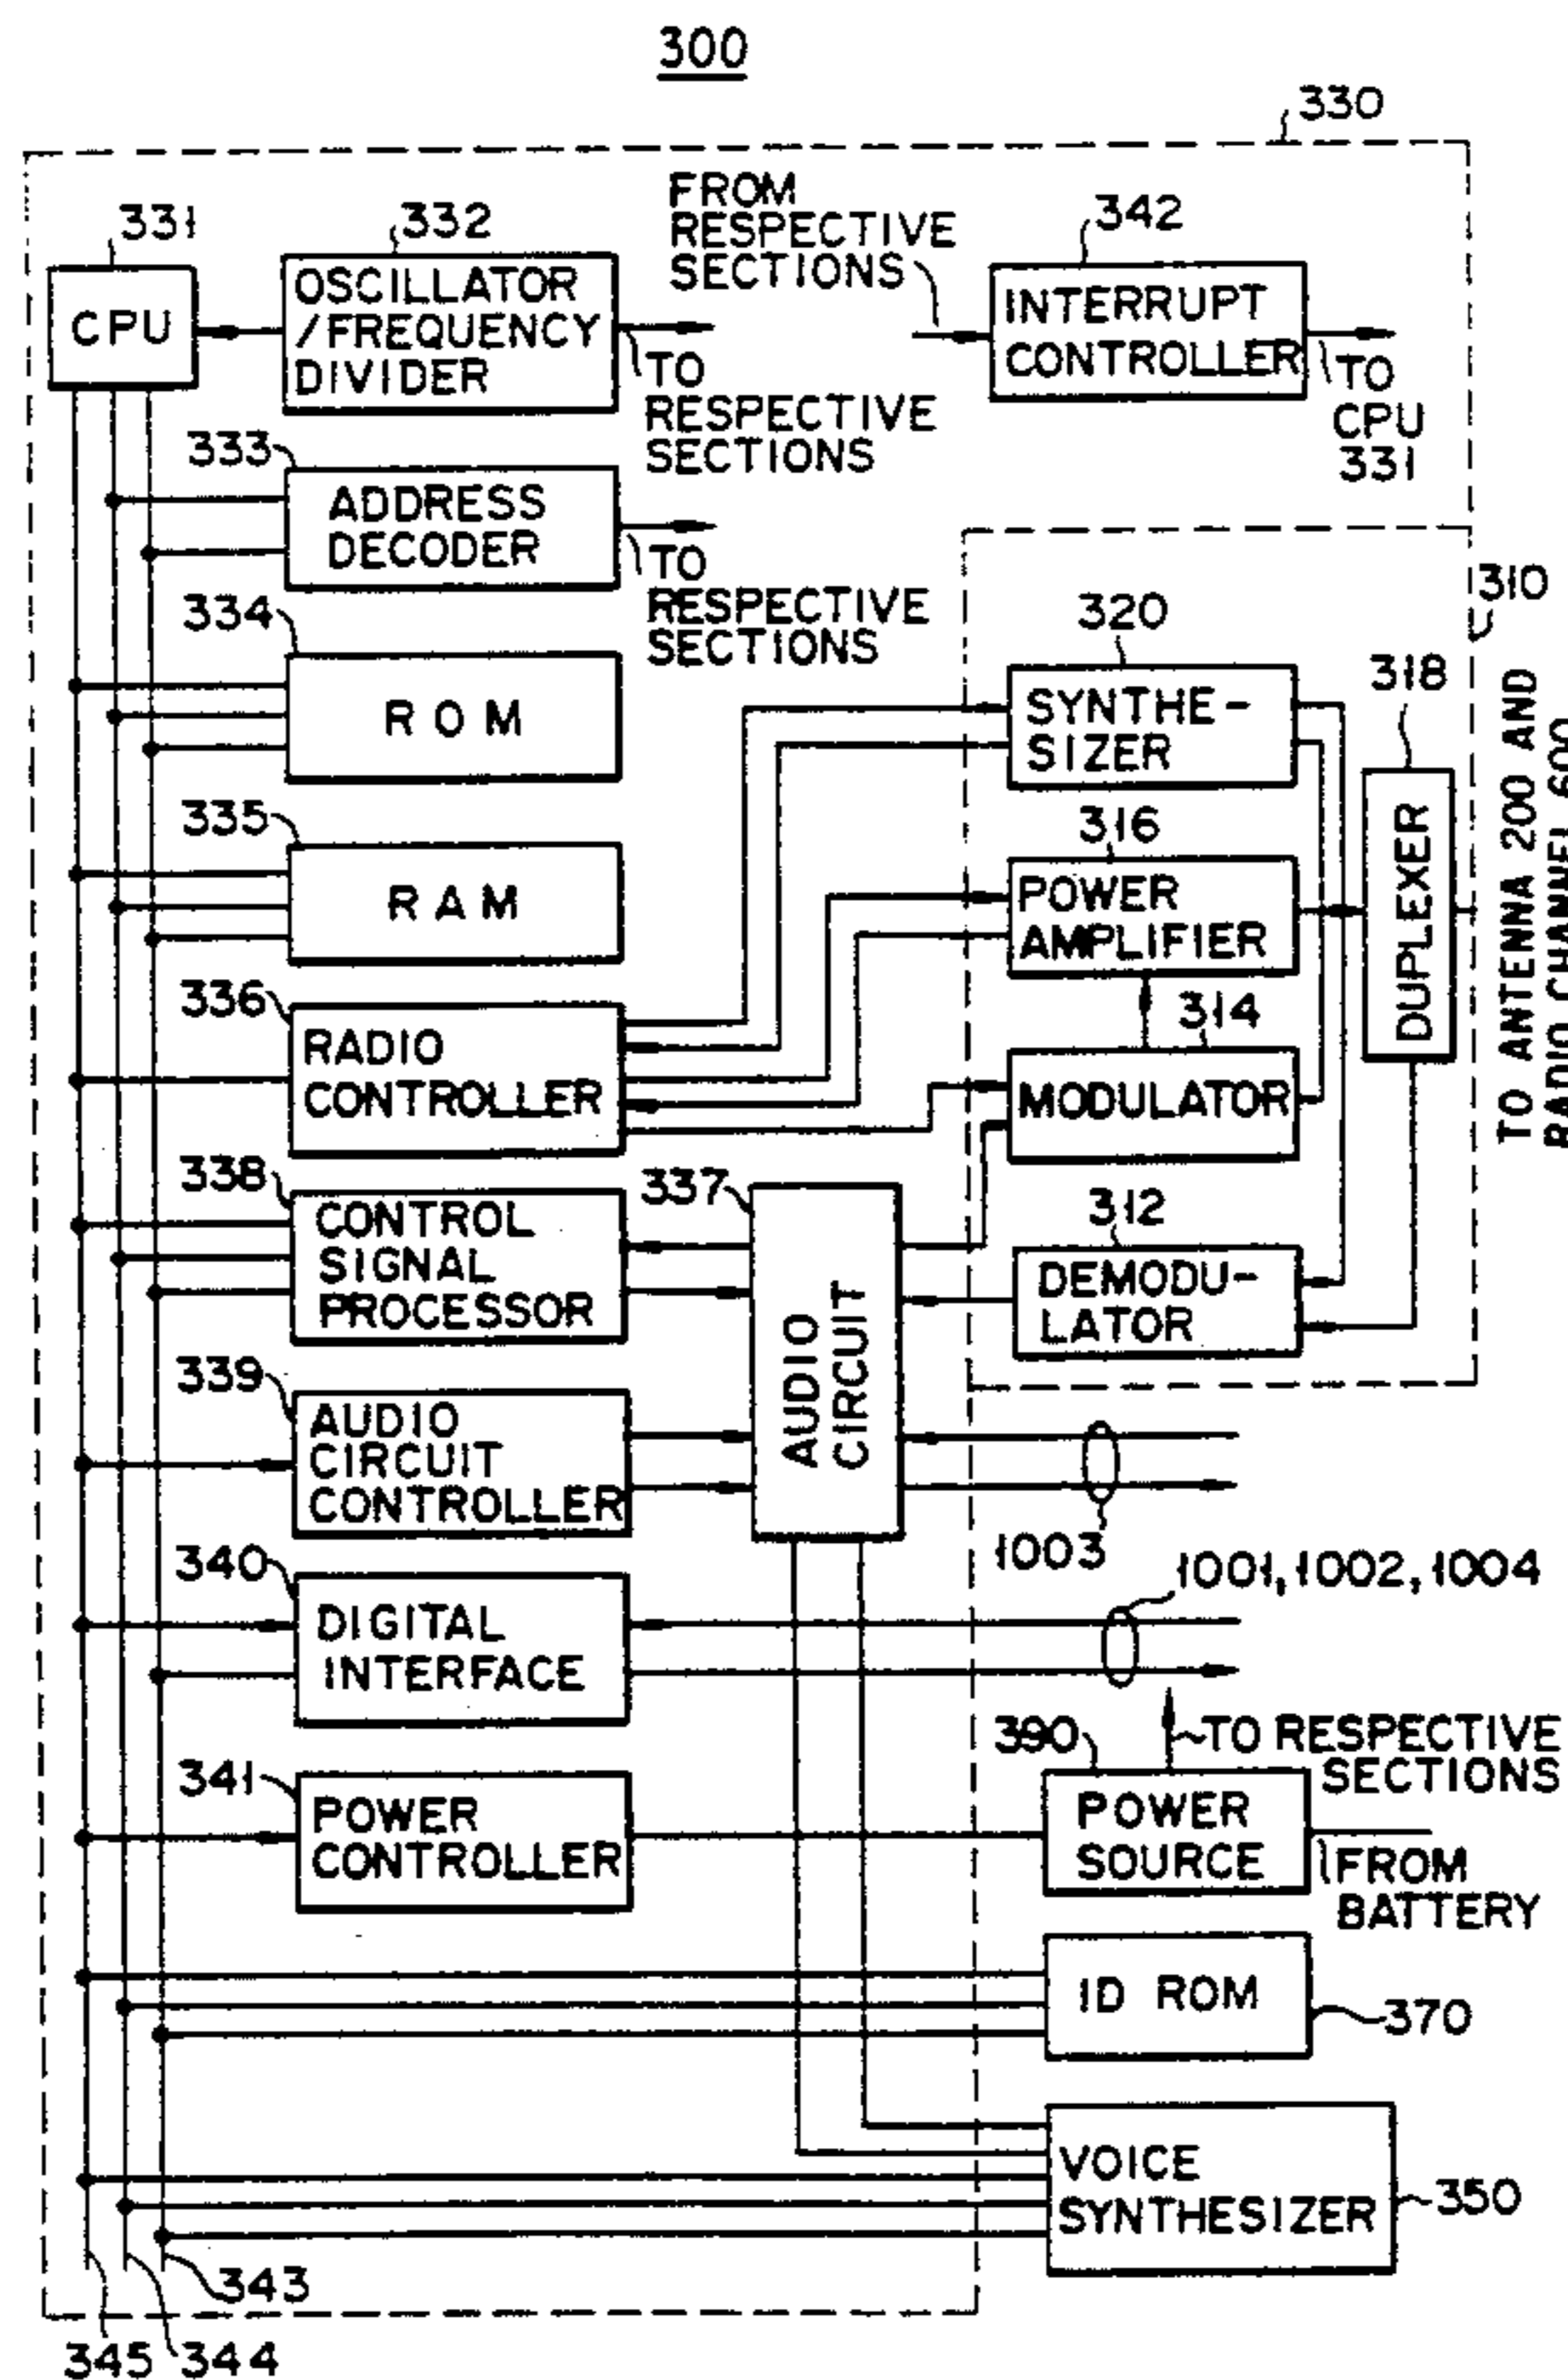 300
330
331
CPU
332
OSCILLATOR
/FREQUENCY
DIVIDER
TO
RESPECTIVE
SECTIONS
FROM
RESPECTIVE
SECTIONS
342
INTERRUPT
CONTROLLER
TO
CPU
331
333
ADDRESS
DECODER
TO
RESPECTIVE
SECTIONS
334
ROM
335
RAM
336
RADIO
CONTROLLER
310
320
SYNTHE-
SIZER
318
DUPLEXER
TO ANTENNA 200 AND
RADIO CHANNEL 600
316
POWER
AMPLIFIER
314
MODULATOR
312
DEMODU-
LATOR
338
CONTROL
SIGNAL
PROCESSOR
337
AUDIO
CIRCUIT
339
AUDIO
CIRCUIT
CONTROLLER
1003
340
DIGITAL
INTERFACE
1001, 1002, 1004
341
POWER
CONTROLLER
390
POWER
SOURCE
TO RESPECTIVE
SECTIONS
FROM
BATTERY
ID ROM
370
VOICE
SYNTHESIZER
350
343
345
344